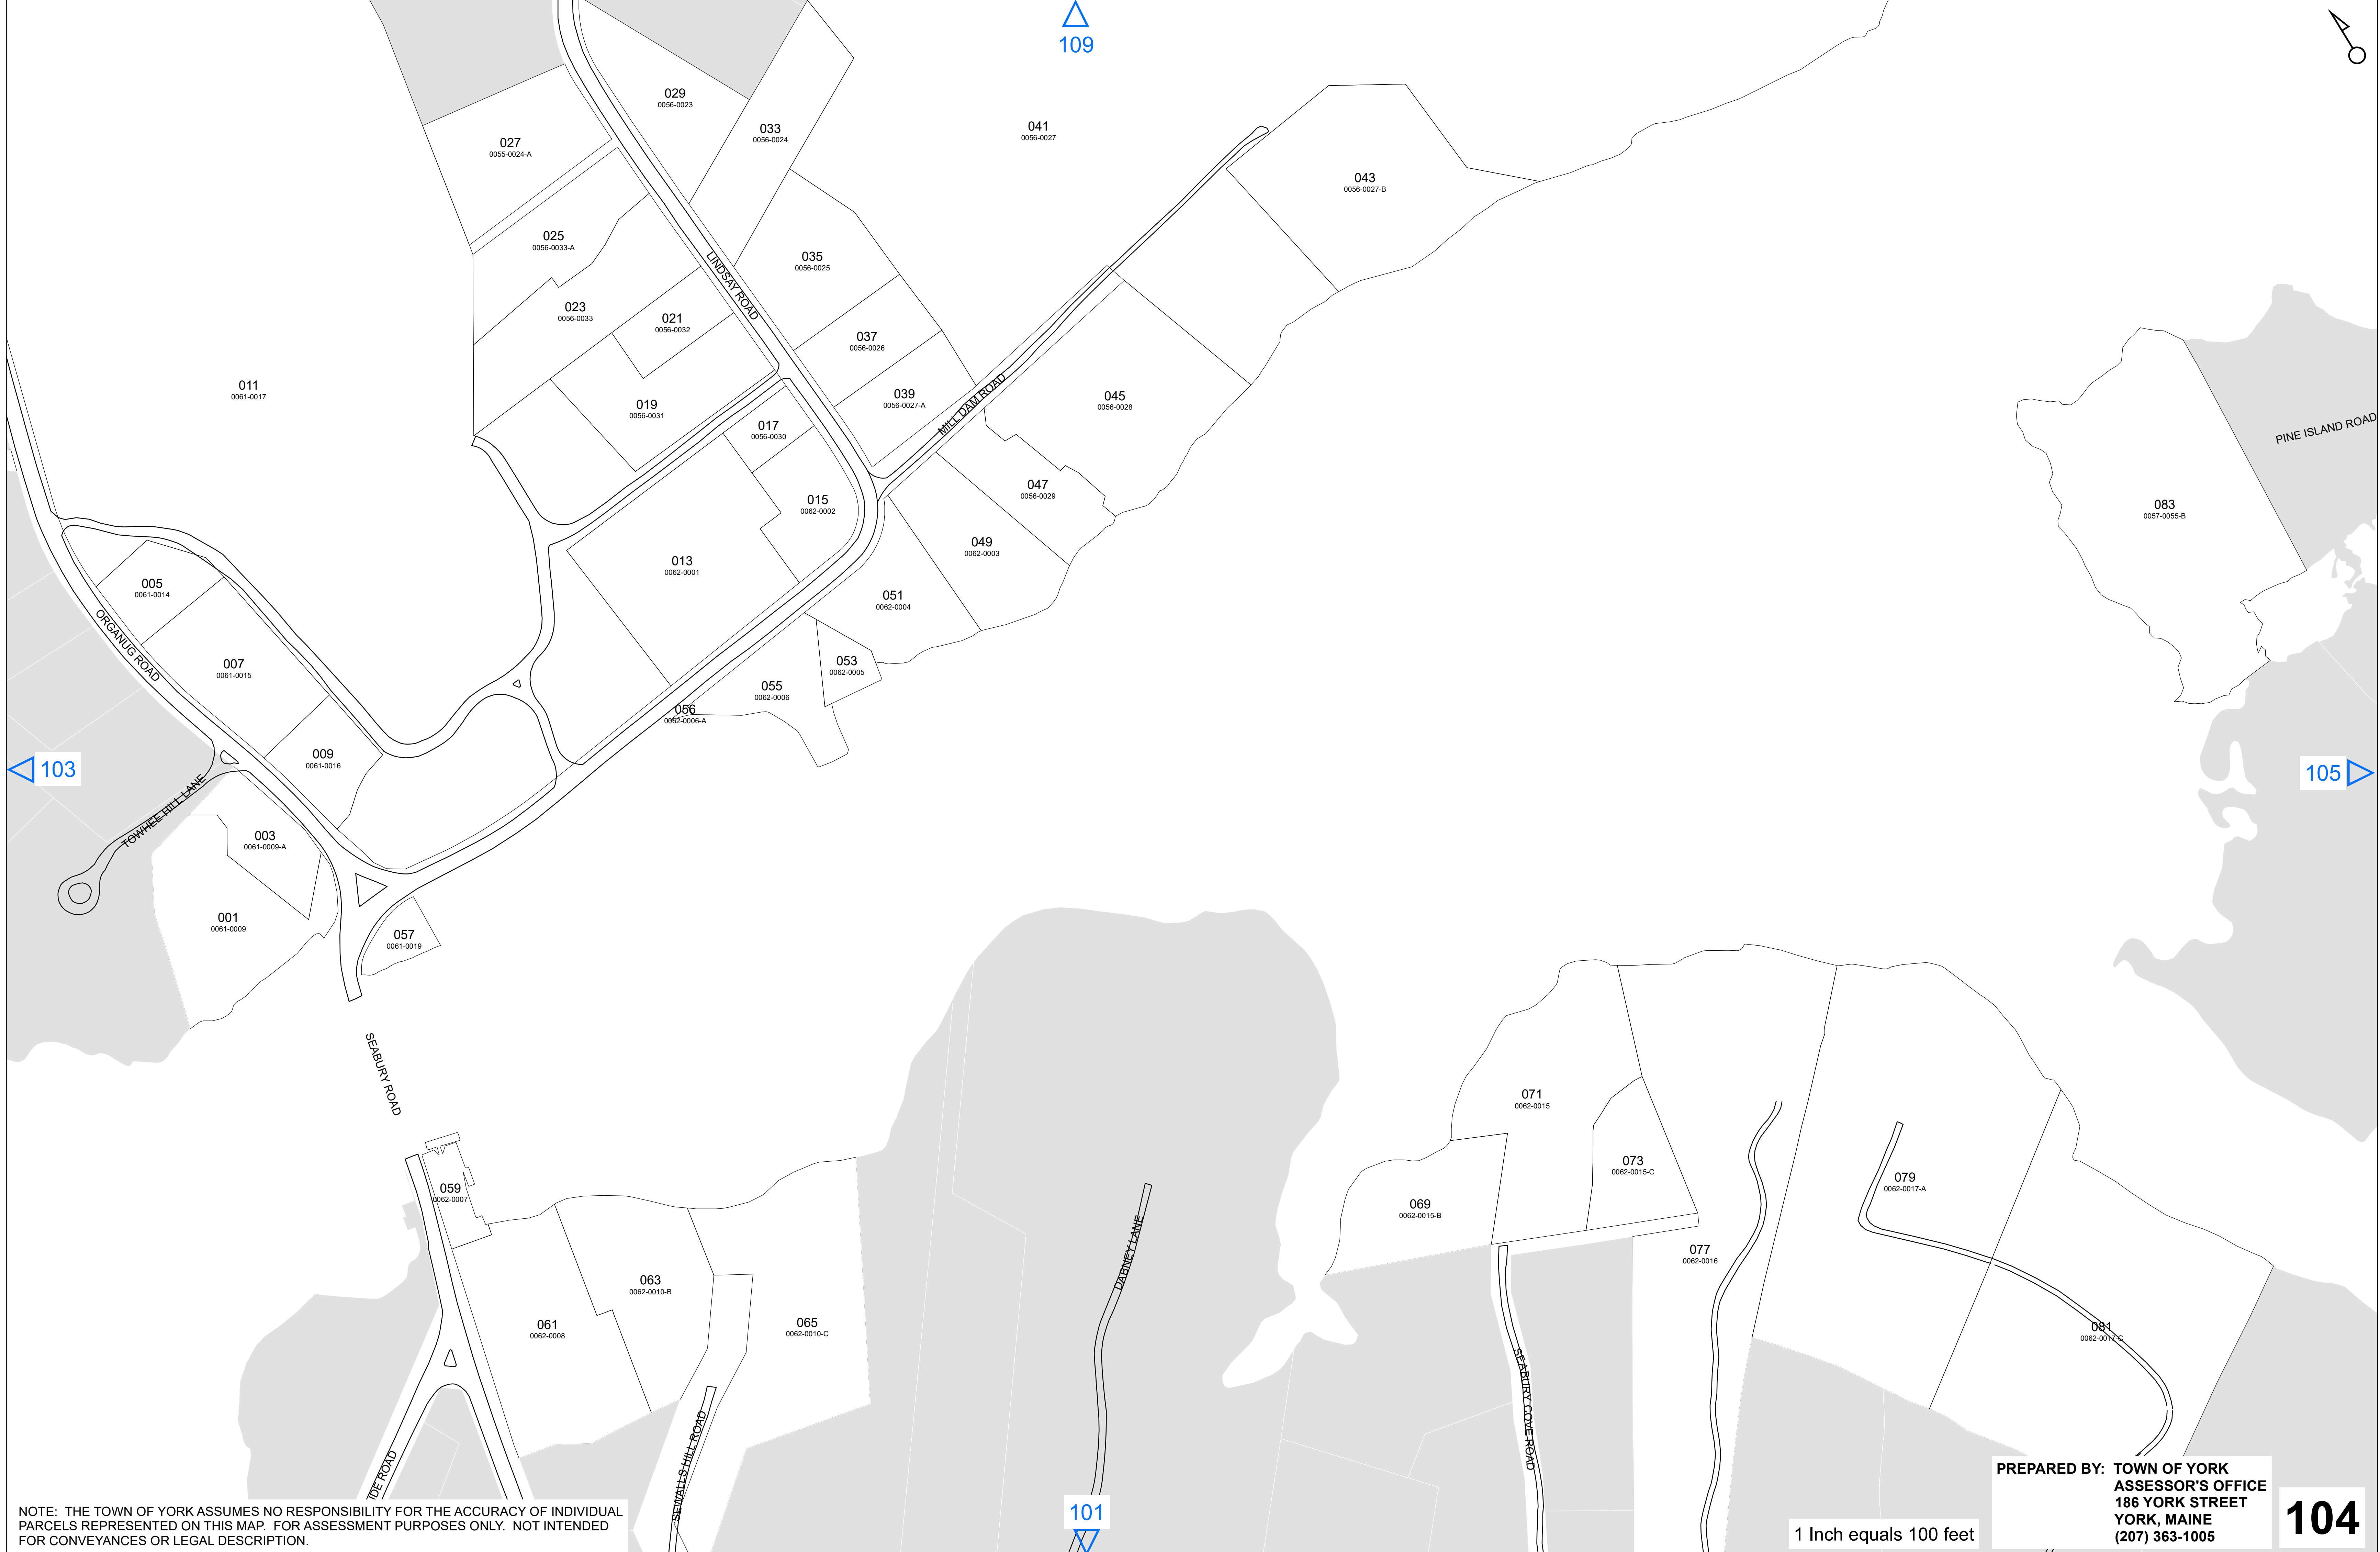 109
029
0056-0023
033
0056-0024
041
0056-0027
027
0055-0024-A
043
0056-0027-B
025
0056-0033-A
035
0056-0025
LINDSAY ROAD
023
0056-0033
021
0056-0032
037
0056-0026
011
0061-0017
039
0056-0027-A
MILL DAM ROAD
045
0056-0028
019
0056-0031
017
0056-0030
PINE ISLAND ROAD
047
0056-0029
015
0062-0002
083
0057-0055-B
049
0062-0003
013
0062-0001
005
0061-0014
051
0062-0004
ORGANUG ROAD
007
0061-0015
053
0062-0005
055
0062-0006
056
0062-0006-A
009
0061-0016
103
105
TOWHEE HILL LANE
003
0061-0009-A
001
0061-0009
057
0061-0019
SEABURY ROAD
071
0062-0015
073
0062-0015-C
079
0062-0017-A
059
0062-0007
069
0062-0015-B
DABNEY LANE
077
0062-0016
063
0062-0010-B
061
0062-0008
065
0062-0010-C
081
0062-0017-C
SEABURY COVE ROAD
SEWALLS HILL ROAD
IDE ROAD
NOTE: THE TOWN OF YORK ASSUMES NO RESPONSIBILITY FOR THE ACCURACY OF INDIVIDUAL
PARCELS REPRESENTED ON THIS MAP. FOR ASSESSMENT PURPOSES ONLY. NOT INTENDED
FOR CONVEYANCES OR LEGAL DESCRIPTION.
101
1 Inch equals 100 feet
PREPARED BY: TOWN OF YORK
ASSESSOR'S OFFICE
186 YORK STREET
YORK, MAINE
(207) 363-1005
104